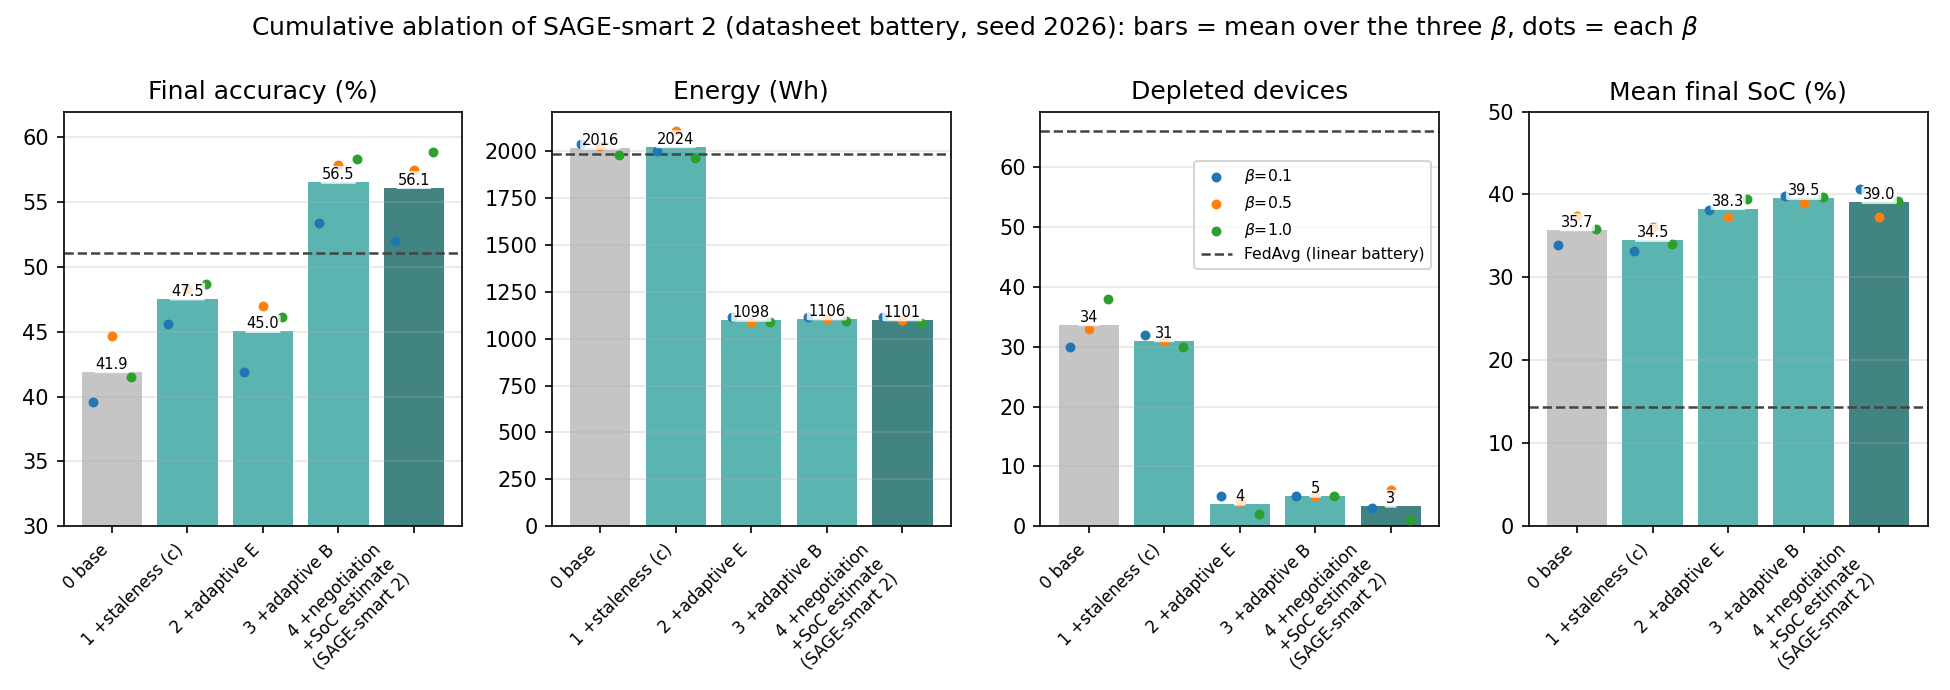 Cumulative ablation of SAGE-smart 2 (datasheet battery, seed 2026): bars = mean over the three β, dots = each β
Final accuracy (%)
60
55
50
45
40
35
30
41.9
47.5
45.0
56.5
56.1
0 base
1 +staleness (c)
2 +adaptive E
3 +adaptive B
4 +negotiation
+SoC estimate
(SAGE-smart 2)
Energy (Wh)
2000
1750
1500
1250
1000
750
500
250
0
2016
2024
1098
1106
1101
0 base
1 +staleness (c)
2 +adaptive E
3 +adaptive B
4 +negotiation
+SoC estimate
(SAGE-smart 2)
Depleted devices
60
50
40
30
20
10
0
β=0.1
β=0.5
β=1.0
FedAvg (linear battery)
34
31
4
5
3
0 base
1 +staleness (c)
2 +adaptive E
3 +adaptive B
4 +negotiation
+SoC estimate
(SAGE-smart 2)
Mean final SoC (%)
50
40
30
20
10
0
35.7
34.5
38.3
39.5
39.0
0 base
1 +staleness (c)
2 +adaptive E
3 +adaptive B
4 +negotiation
+SoC estimate
(SAGE-smart 2)